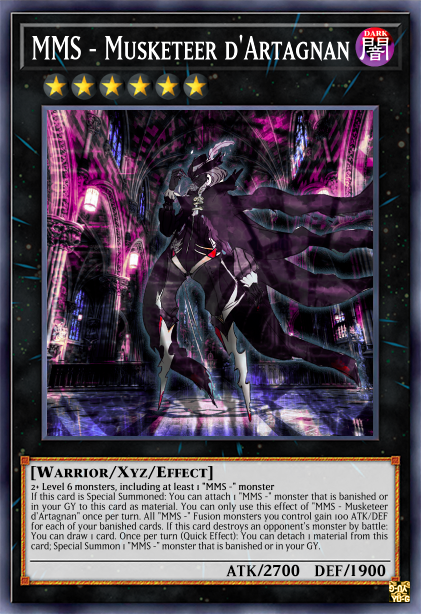 MMS - Musketeer d'Artagnan
DARK
闇
[Warrior/Xyz/Effect]
2+ Level 6 monsters, including at least 1 "MMS -" monster
If this card is Special Summoned: You can attach 1 "MMS -" monster that is banished or
in your GY to this card as material. You can only use this effect of "MMS - Musketeer
d'Artagnan" once per turn. All "MMS -" Fusion monsters you control gain 100 ATK/DEF
for each of your banished cards. If this card destroys an opponent's monster by battle:
You can draw 1 card. Once per turn (Quick Effect): You can detach 1 material from this
card; Special Summon 1 "MMS -" monster that is banished or in your GY.
ATK/2700 DEF/1900